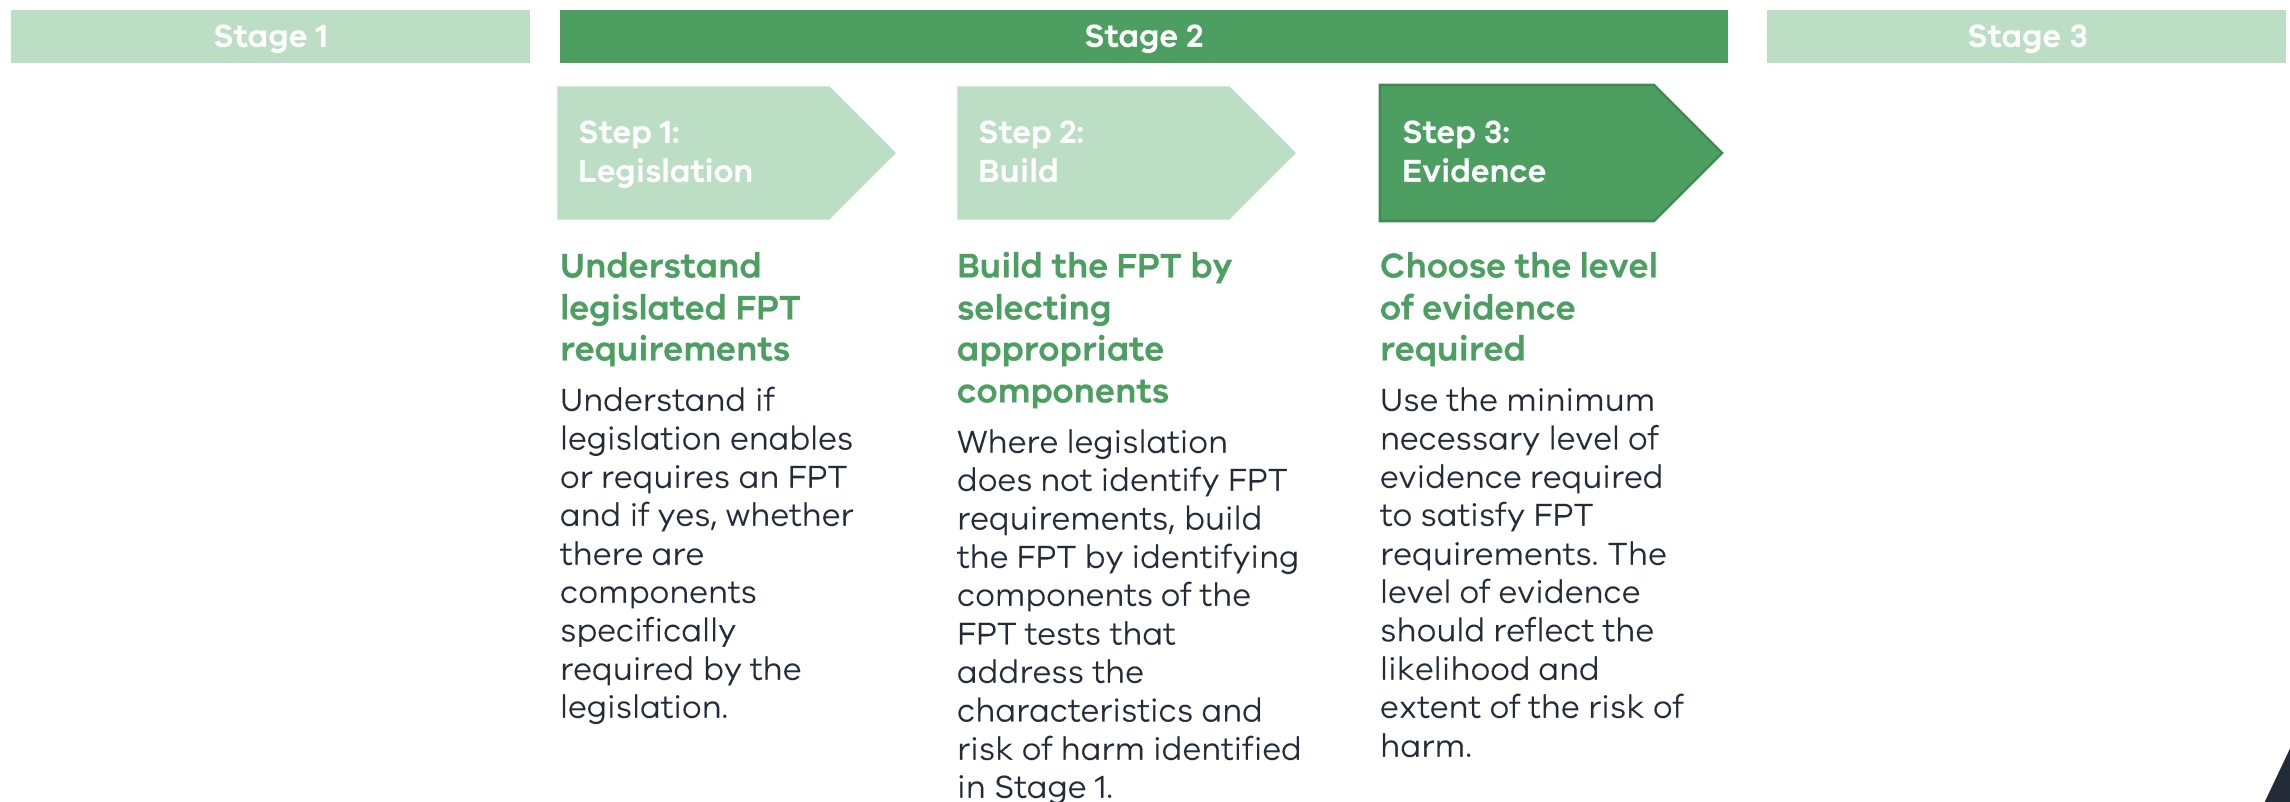 Stage 1
Stage 2
Stage 3
Step 1:
Legislation
Understand
legislated FPT
requirements
Understand if
legislation enables
or requires an FPT
and if yes, whether
there are
components
specifically
required by the
legislation.
Step 2:
Build
Build the FPT by
selecting
appropriate
components
Where legislation
does not identify FPT
requirements, build
the FPT by identifying
components of the
FPT tests that
address the
characteristics and
risk of harm identified
in Stage 1.
Step 3:
Evidence
Choose the level
of evidence
required
Use the minimum
necessary level of
evidence required
to satisfy FPT
requirements. The
level of evidence
should reflect the
likelihood and
extent of the risk of
harm.